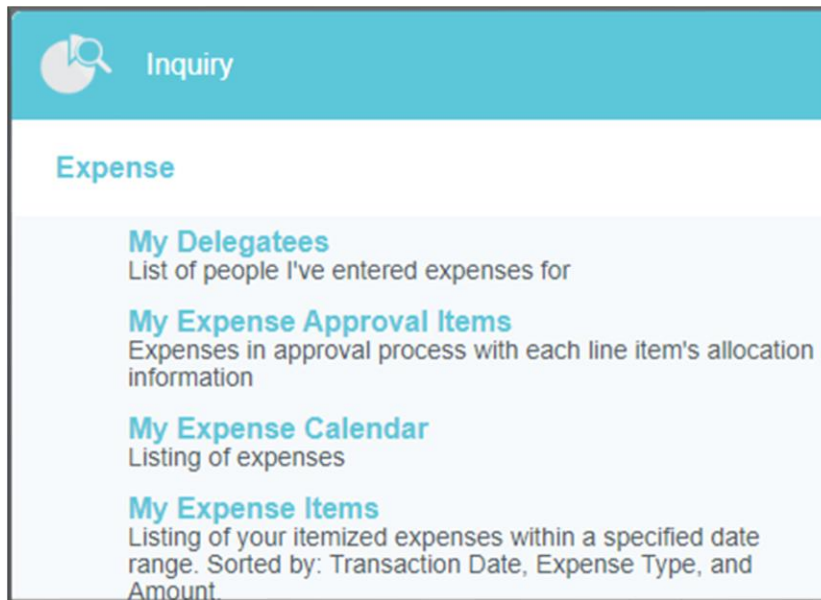 Inquiry
Expense
My Delegatees
List of people I've entered expenses for
My Expense Approval Items
Expenses in approval process with each line item's allocation
information
My Expense Calendar
Listing of expenses
My Expense Items
Listing of your itemized expenses within a specified date
range. Sorted by: Transaction Date, Expense Type, and
Amount.